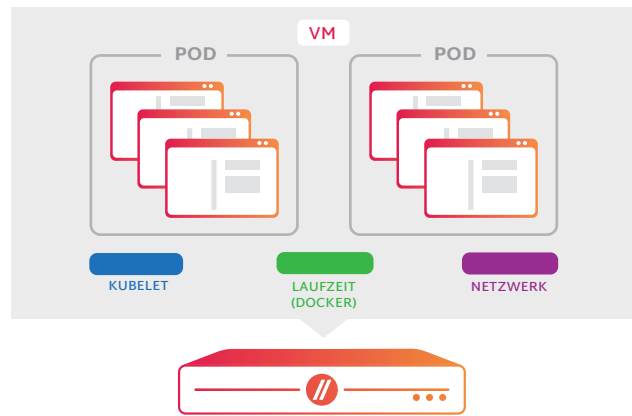 VM
POD
POD
KUBELET
LAUFZEIT
(DOCKER)
NETZWERK